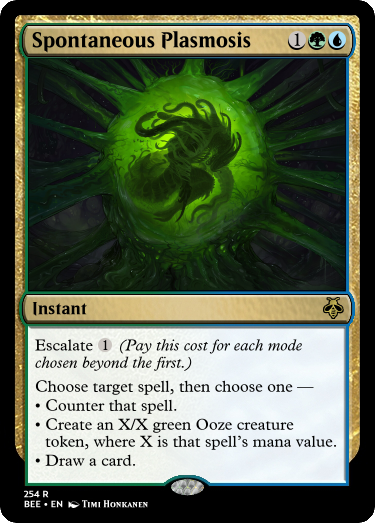 Spontaneous Plasmosis 1
Instant
Escalate 1 (Pay this cost for each mode
chosen beyond the first.)
Choose target spell, then choose one —
• Counter that spell.
• Create an X/X green Ooze creature
token, where X is that spell's mana value.
• Draw a card.
254 R
BEE • EN Timi Honkanen